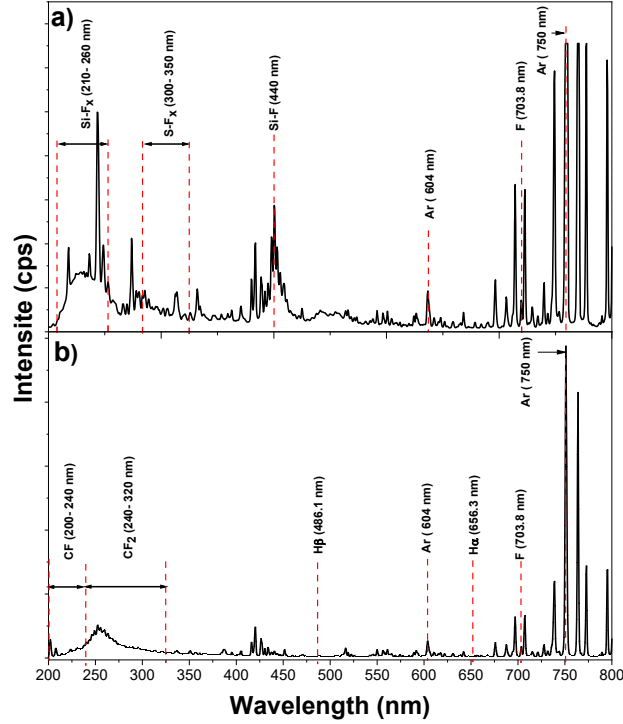 a)
Si-Fx (210- 260 nm)
S-Fx (300- 350 nm)
Si-F (440 nm)
Ar ( 604 nm)
F (703.8 nm)
Ar ( 750 nm)
b)
CF (200- 240 nm)
CF2 (240- 320 nm)
Hβ (486.1 nm)
Ar ( 604 nm)
Hα (656.3 nm)
F (703.8 nm)
Ar ( 750 nm)
Intensite (cps)
200 250 300 350 400 450 500 550 600 650 700 750 800
Wavelength (nm)